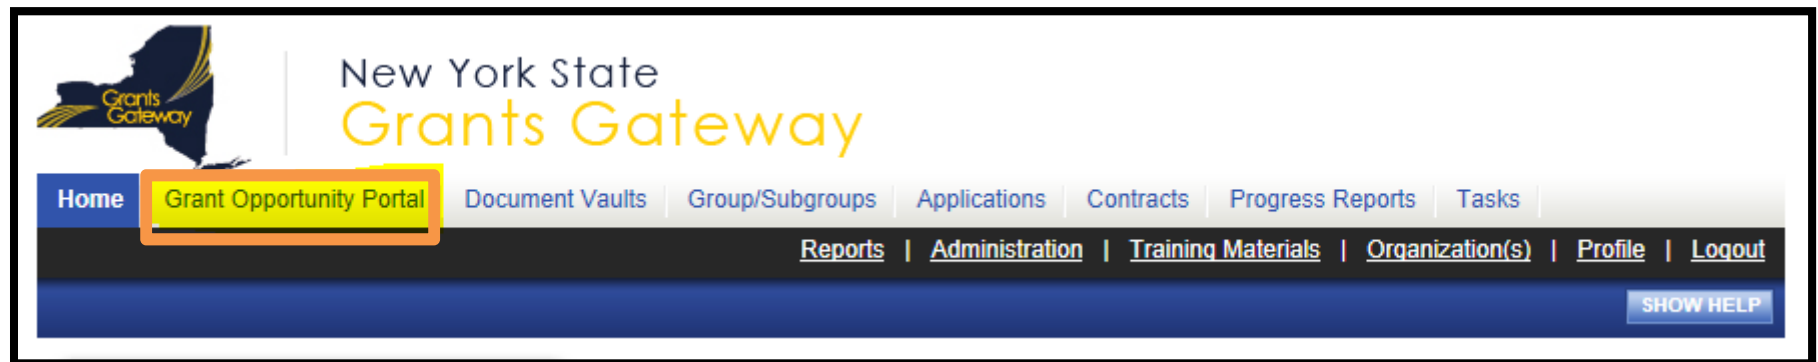 Grants
Gateway
New York State
Grants Gateway
Home Grant Opportunity Portal Document Vaults Group/Subgroups Applications Contracts Progress Reports Tasks
Reports | Administration | Training Materials | Organization(s) | Profile | Logout
SHOW HELP